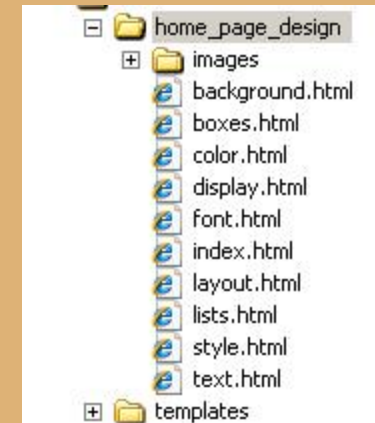 home_page_design
images
background.html
boxes.html
color.html
display.html
font.html
index.html
layout.html
lists.html
style.html
text.html
templates